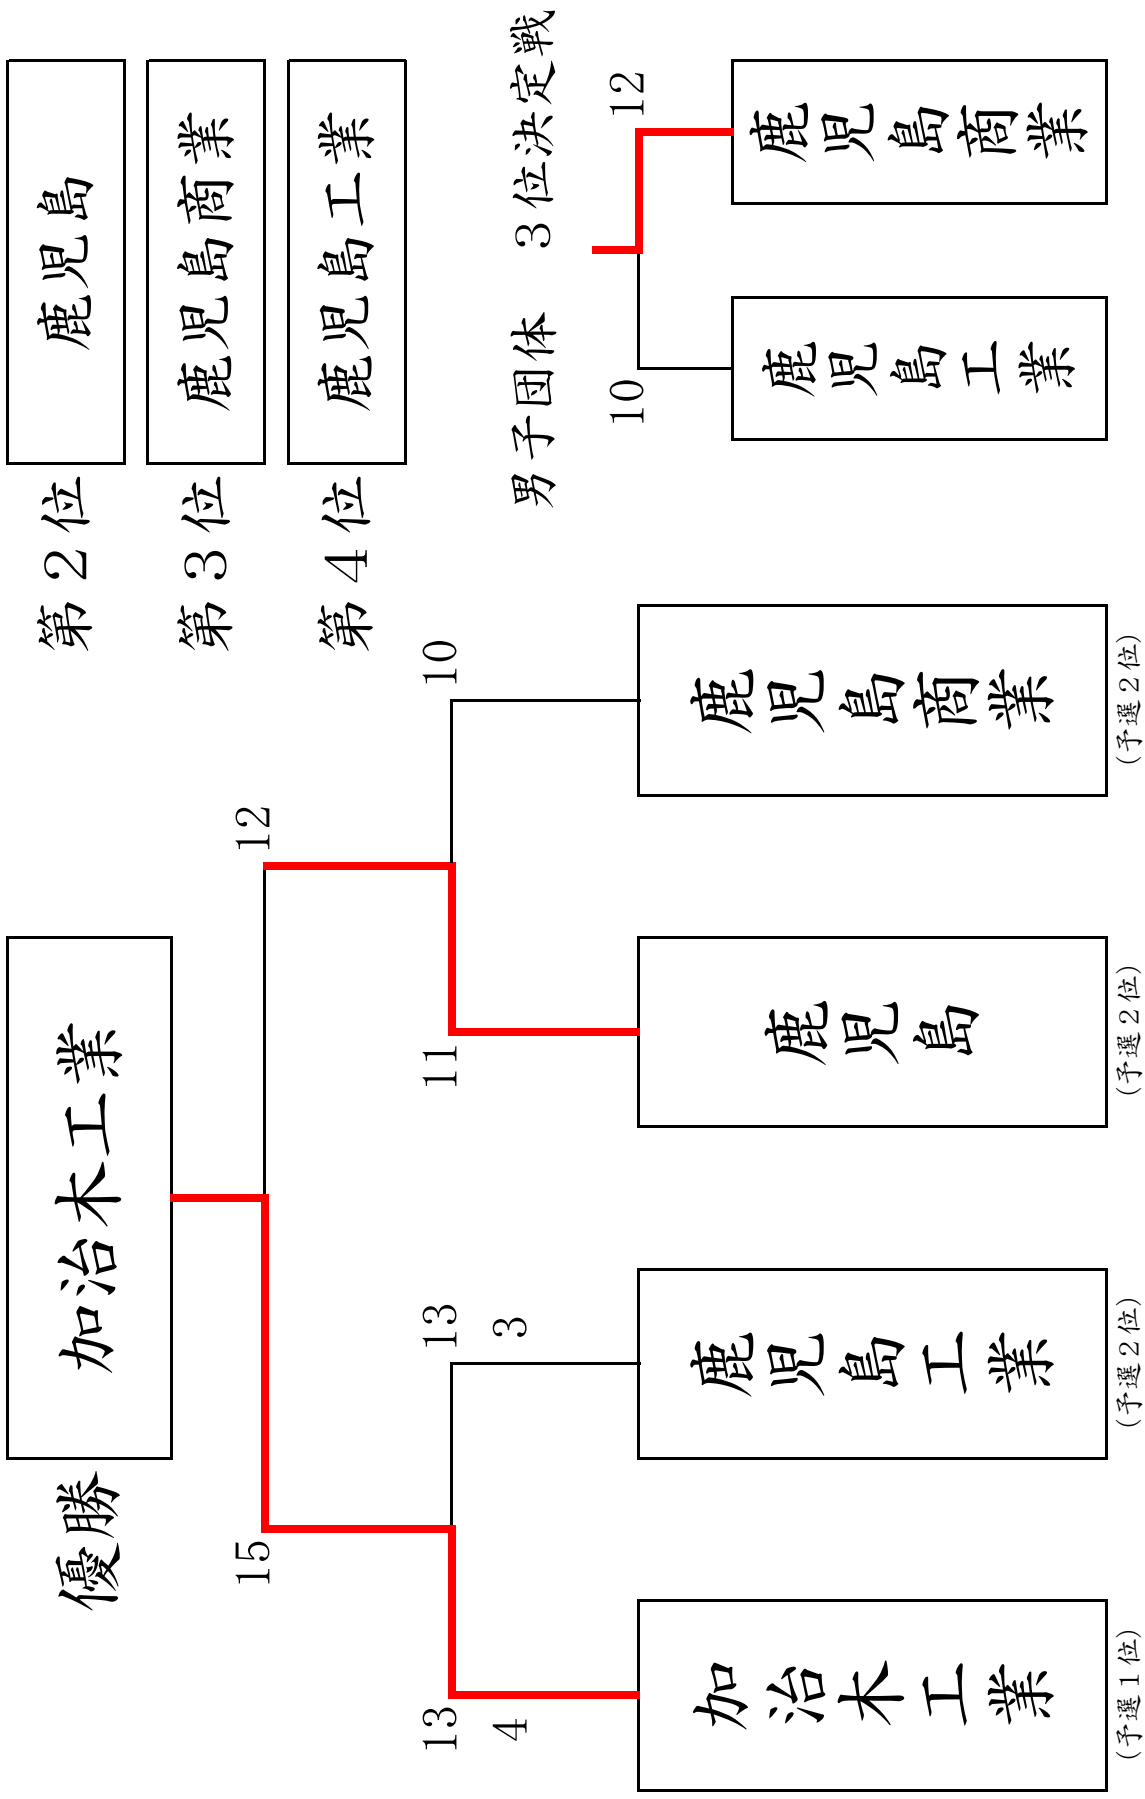 優勝
加治木工業
第２位
鹿児島
第３位
鹿児島商業
第４位
鹿児島工業
15
12
13
4
13
3
11
10
加治木工業
(予選１位)
鹿児島工業
(予選２位)
鹿児島
(予選２位)
鹿児島商業
(予選２位)
男子団体　３位決定戦
10
12
鹿児島工業
鹿児島商業